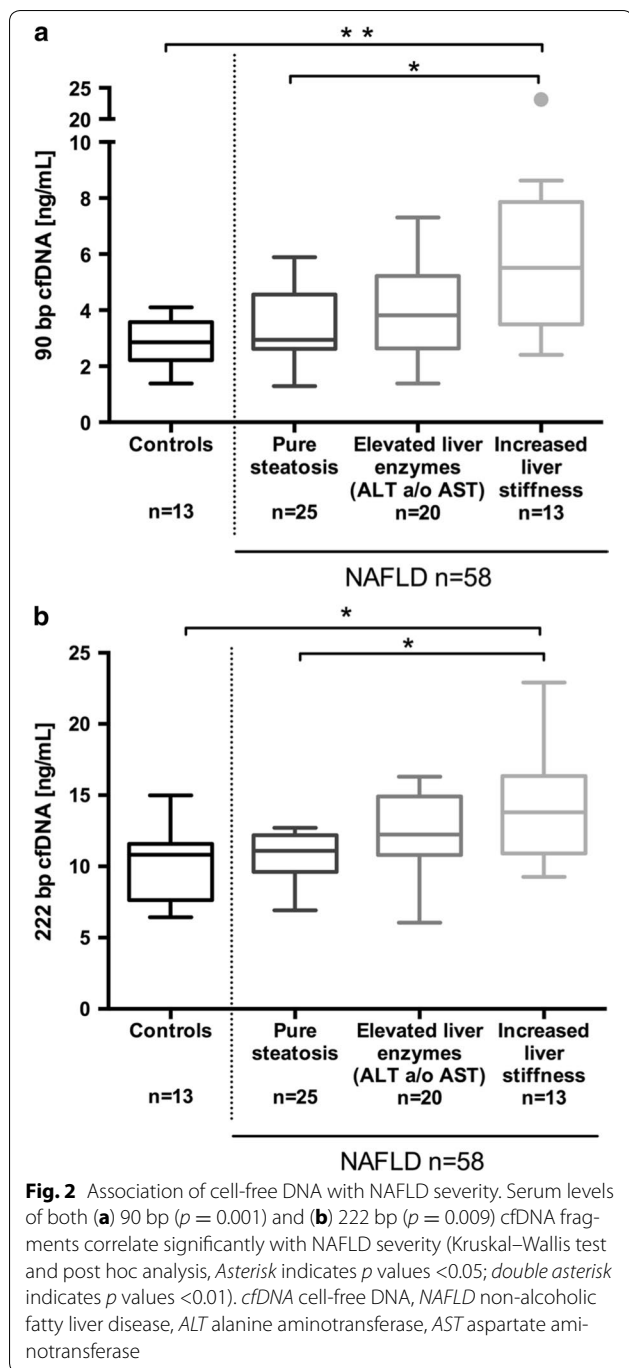 a
* *
*
25
20
10
8
6
4
2
0
90 bp cfDNA [ng/mL]
Controls
Pure
steatosis
Elevated liver
enzymes
(ALT a/o AST)
Increased
liver
stiffness
n=13
n=25
n=20
n=13
NAFLD n=58
b
*
*
25
20
15
10
5
0
222 bp cfDNA [ng/mL]
Controls
Pure
steatosis
Elevated liver
enzymes
(ALT a/o AST)
Increased
liver
stiffness
n=13
n=25
n=20
n=13
NAFLD n=58
Fig. 2 Association of cell-free DNA with NAFLD severity. Serum levels
of both (a) 90 bp (p = 0.001) and (b) 222 bp (p = 0.009) cfDNA frag-
ments correlate significantly with NAFLD severity (Kruskal–Wallis test
and post hoc analysis, Asterisk indicates p values <0.05; double asterisk
indicates p values <0.01). cfDNA cell-free DNA, NAFLD non-alcoholic
fatty liver disease, ALT alanine aminotransferase, AST aspartate ami-
notransferase